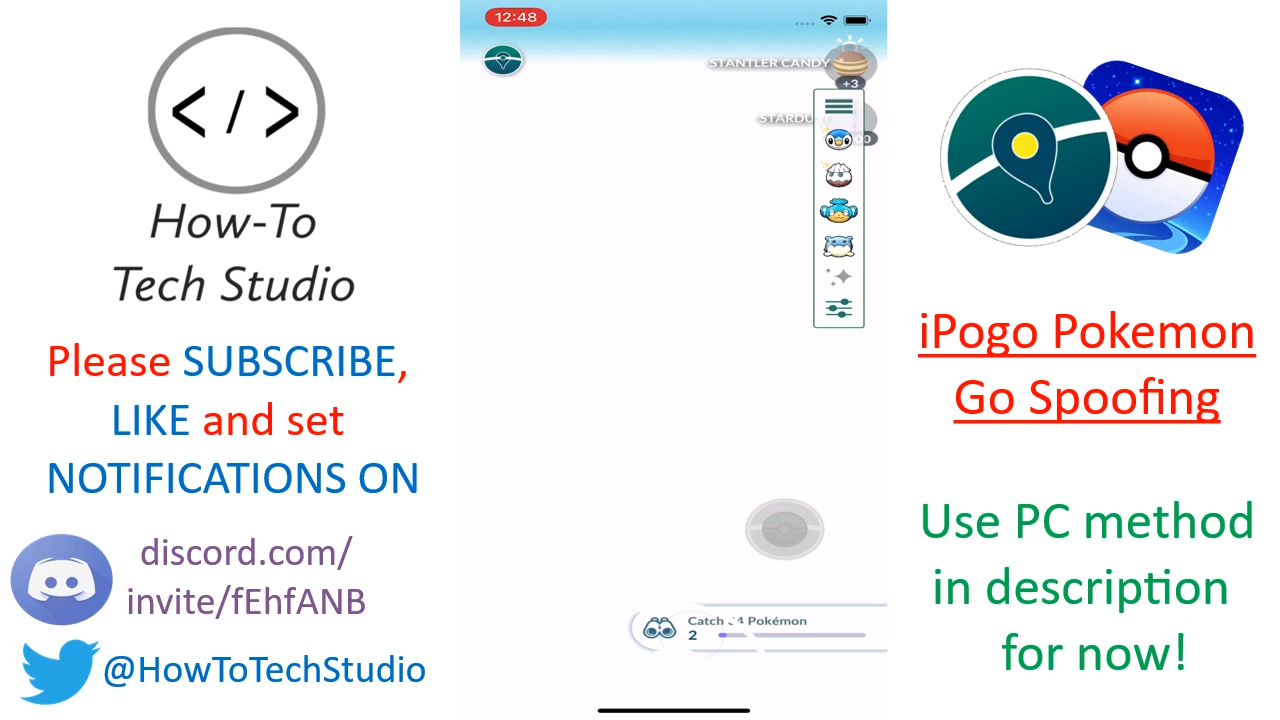 </>
How-To
Tech Studio
Please SUBSCRIBE,
LIKE and set
NOTIFICATIONS ON
discord.com/
invite/fEhfANB
@HowToTechStudio
12:48
STANTLER CANDY
+3
STARDUST
Catch 34 Pokémon
2
iPogo Pokemon
Go Spoofing
Use PC method
in description
for now!